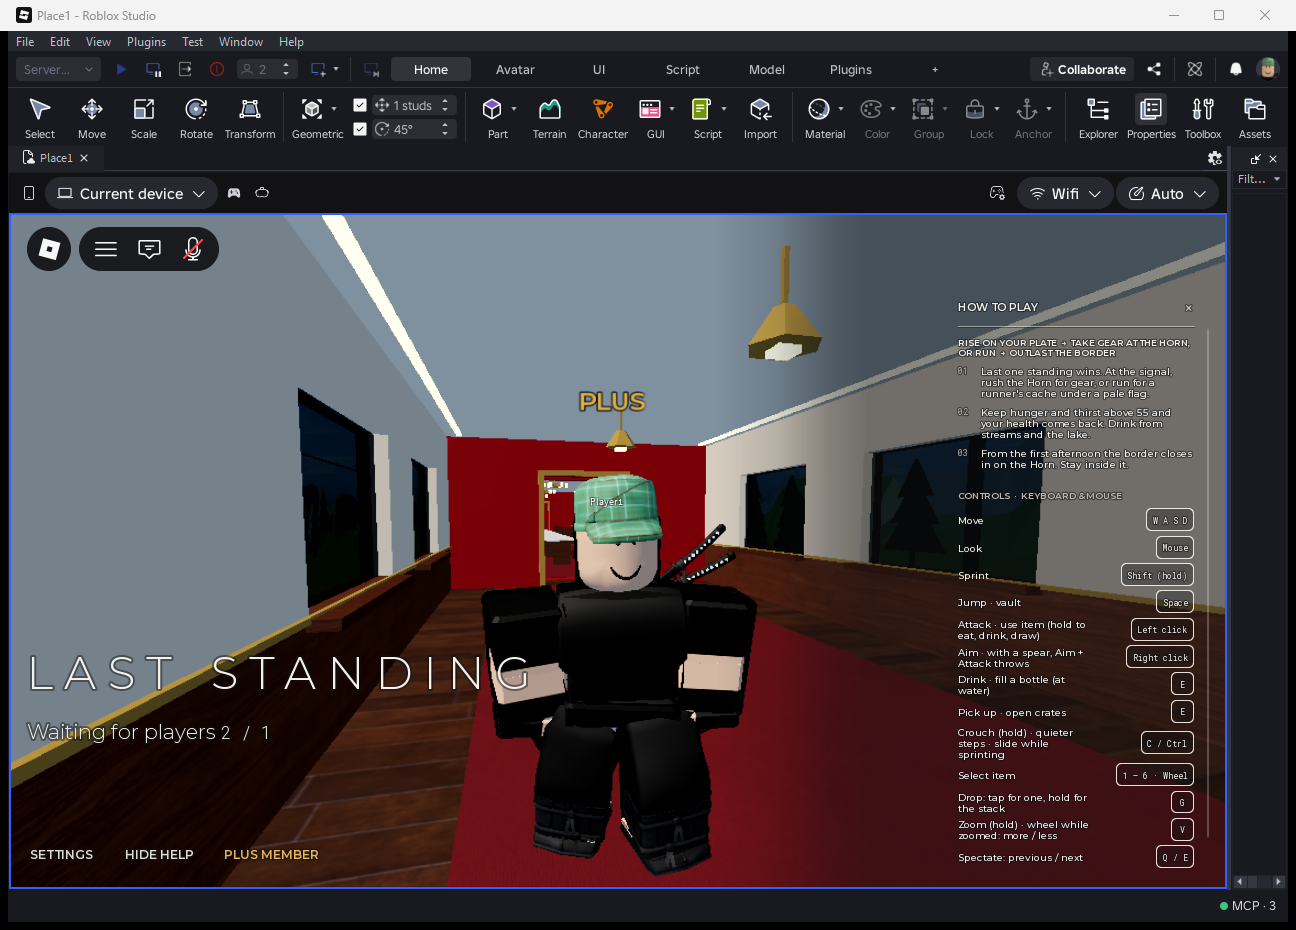 Place1 - Roblox Studio
File Edit View Plugins Test Window Help
Server... 2 Home Avatar UI Script Model Plugins + Collaborate
1 studs
45°
Select Move Scale Rotate Transform Geometric Part Terrain Character GUI Script Import Material Color Group Lock Anchor Explorer Properties Toolbox Assets
Place1
Current device Wifi Auto
Filt...
HOW TO PLAY
RISE ON YOUR PLATE → TAKE GEAR AT THE HORN,
OR RUN → OUTLAST THE BORDER
01 Last one standing wins. At the signal,
rush the Horn for gear, or run for a
runner's cache under a pale flag.
02 Keep hunger and thirst above 55 and
your health comes back. Drink from
streams and the lake.
03 From the first afternoon the border closes
in on the Horn. Stay inside it.
CONTROLS · KEYBOARD & MOUSE
Move W A S D
Look Mouse
Sprint Shift (hold)
Jump · vault Space
Attack · use item (hold to
eat, drink, draw) Left click
Aim · with a spear, Aim +
Attack throws Right click
Drink · fill a bottle (at
water) E
Pick up · open crates E
Crouch (hold) · quieter
steps · slide while
sprinting C / Ctrl
Select item 1 – 6 · Wheel
Drop: tap for one, hold for
the stack G
Zoom (hold) · wheel while
zoomed: more / less V
Spectate: previous / next Q / E
PLUS
Player1
LAST STANDING
Waiting for players 2 / 1
SETTINGS HIDE HELP PLUS MEMBER
MCP · 3